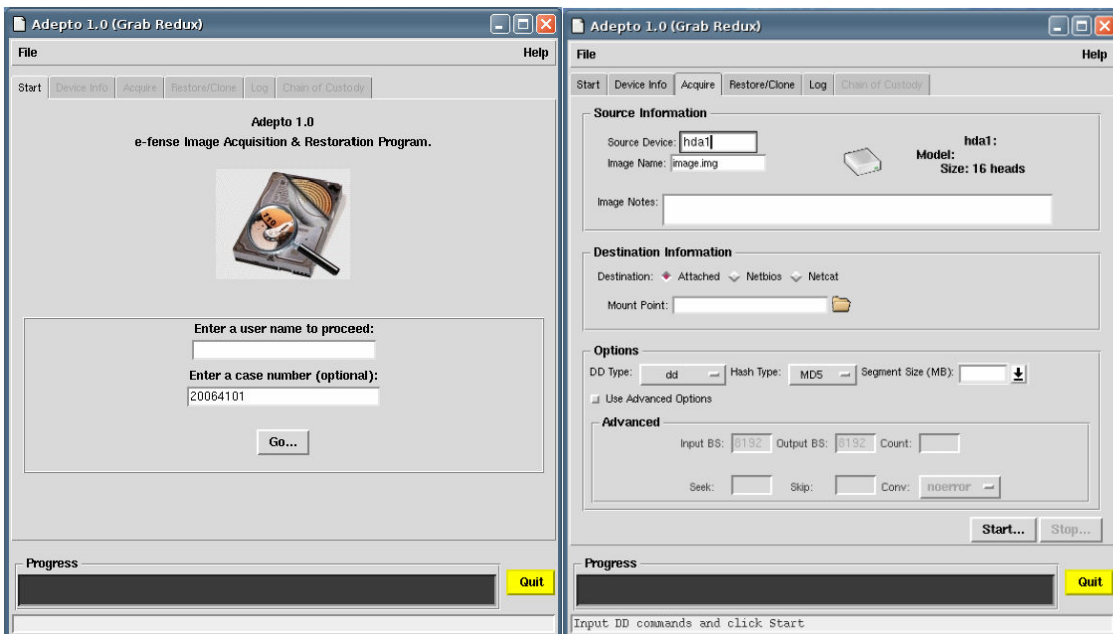 Adepto 1.0 (Grab Redux)
File Help
Start Device Info Acquire Restore/Clone Log Chain of Custody
Adepto 1.0
e-fense Image Acquisition & Restoration Program.
Enter a user name to proceed:
Enter a case number (optional):
20064101
Go...
Progress
Quit
Adepto 1.0 (Grab Redux)
File Help
Start Device Info Acquire Restore/Clone Log Chain of Custody
Source Information
Source Device: hda1
Image Name: image.img
hda1:
Model:
Size: 16 heads
Image Notes:
Destination Information
Destination: Attached Netbios Netcat
Mount Point:
Options
DD Type: dd Hash Type: MD5 Segment Size (MB):
Use Advanced Options
Advanced
Input BS: 8192 Output BS: 8192 Count:
Seek: Skip: Conv: noerror
Start... Stop...
Progress
Quit
Input DD commands and click Start